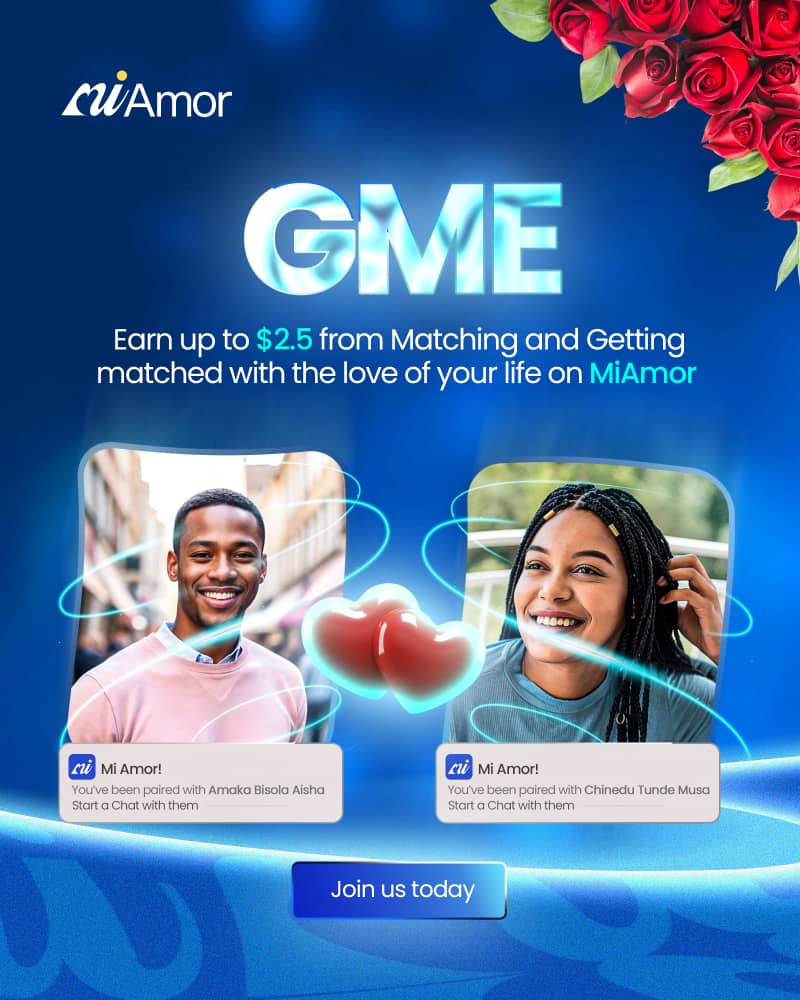 MiAmor
GME
Earn up to $2.5 from Matching and Getting
matched with the love of your life on MiAmor
Mi Mi Amor!
You've been paired with Amaka Bisola Aisha
Start a Chat with them
Mi Mi Amor!
You've been paired with Chinedu Tunde Musa
Start a Chat with them
Join us today